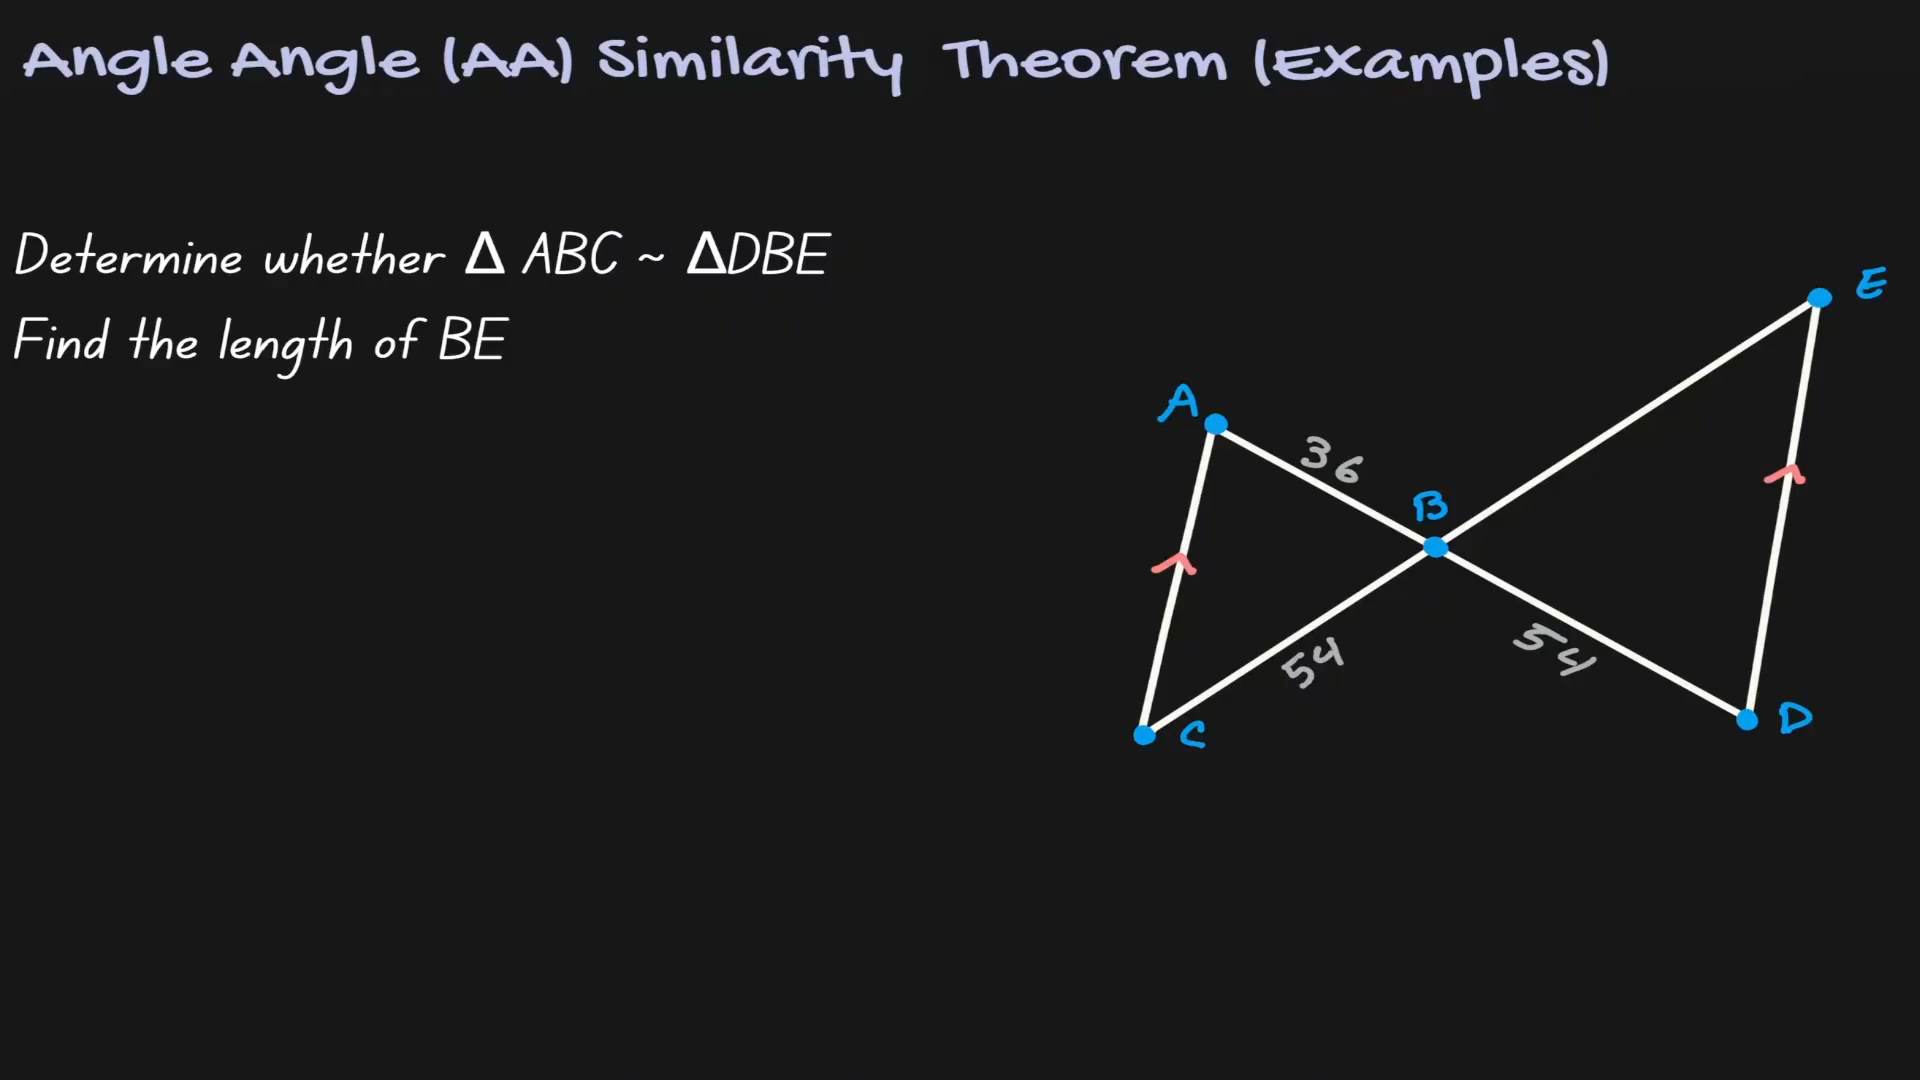 Angle Angle (AA) Similarity Theorem (Examples)
Determine whether Δ ABC ~ ΔDBE
Find the length of BE
E
A
36
B
54
54
C
D